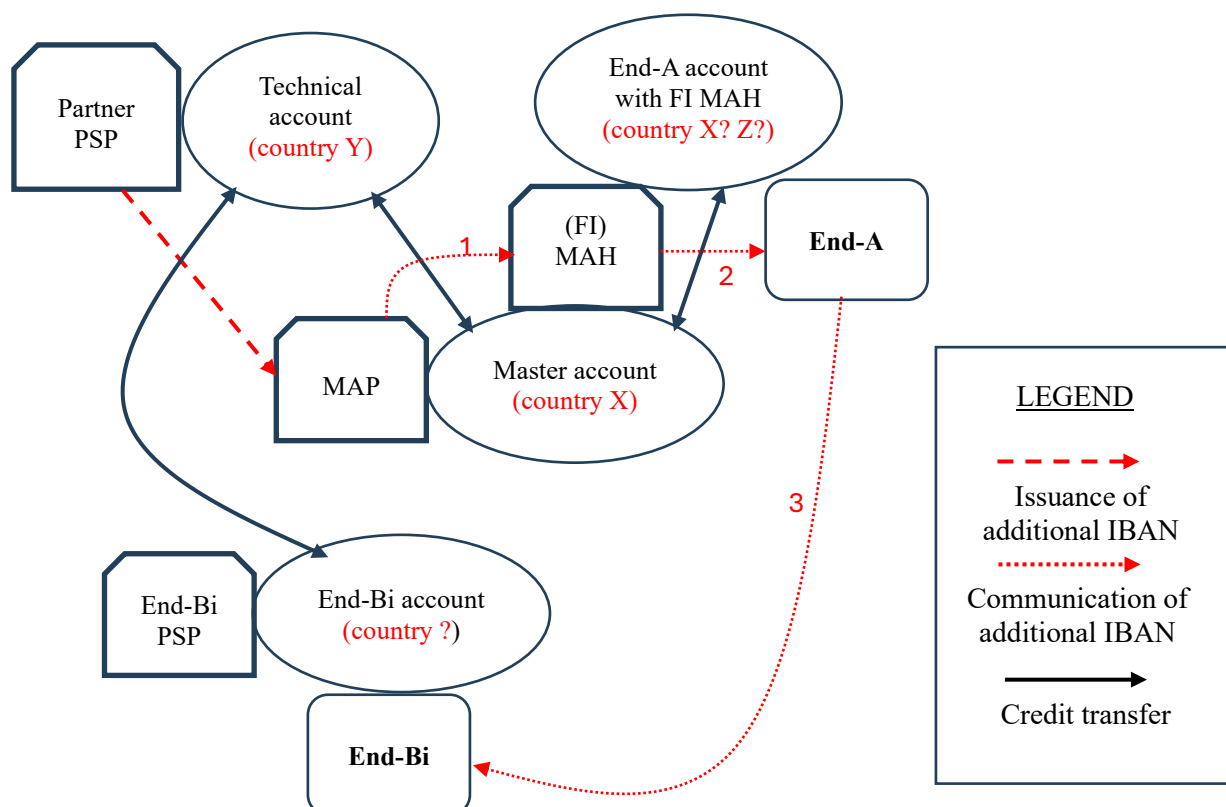 Partner
PSP
Technical
account
(country Y)
End-A account
with FI MAH
(country X? Z?)
1
(FI)
MAH
2
End-A
MAP
Master account
(country X)
3
End-Bi
PSP
End-Bi account
(country ?)
End-Bi
LEGEND
Issuance of
additional IBAN
Communication of
additional IBAN
Credit transfer